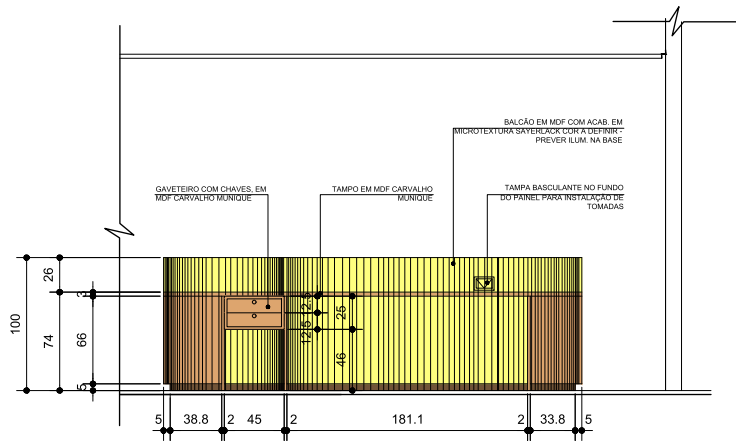 BALCÃO EM MDF COM ACAB. EM
MICROTEXTURA SAYERLACK COR A DEFINIR -
PREVER ILUM. NA BASE
GAVETEIRO COM CHAVES, EM
MDF CARVALHO MUNIQUE
TAMPO EM MDF CARVALHO
MUNIQUE
TAMPA BASCULANTE NO FUNDO
DO PAINEL PARA INSTALAÇÃO DE
TOMADAS
100
26
74
3
66
5
12.5
12.5
25
46
5 38.8 2 45 2 181.1 2 33.8 5